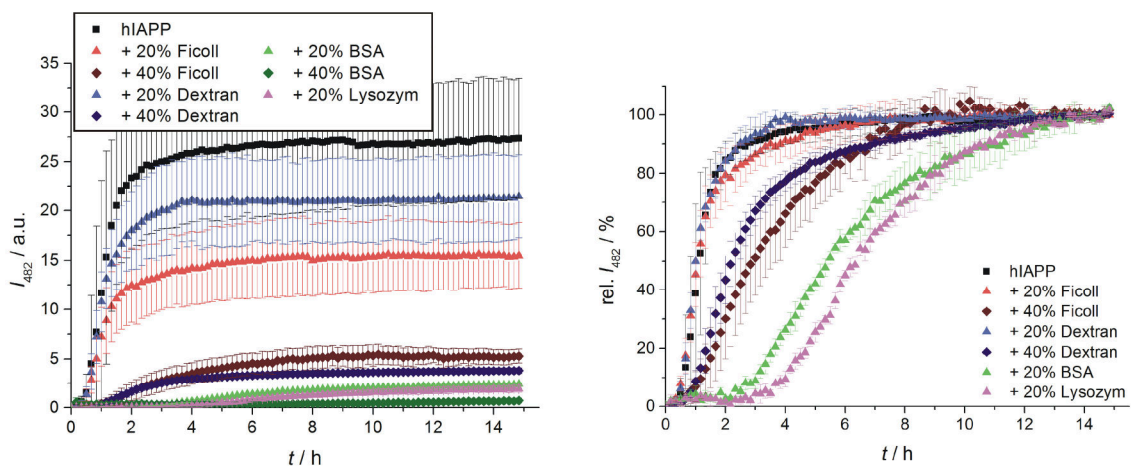 hIAPP
+ 20% Ficoll
+ 40% Ficoll
+ 20% Dextran
+ 40% Dextran
+ 20% BSA
+ 40% BSA
+ 20% Lysozym
I482 / a.u.
35
30
25
20
15
10
5
0
0 2 4 6 8 10 12 14
t / h
rel. I482 / %
100
80
60
40
20
0
hIAPP
+ 20% Ficoll
+ 40% Ficoll
+ 20% Dextran
+ 40% Dextran
+ 20% BSA
+ 20% Lysozym
0 2 4 6 8 10 12 14
t / h